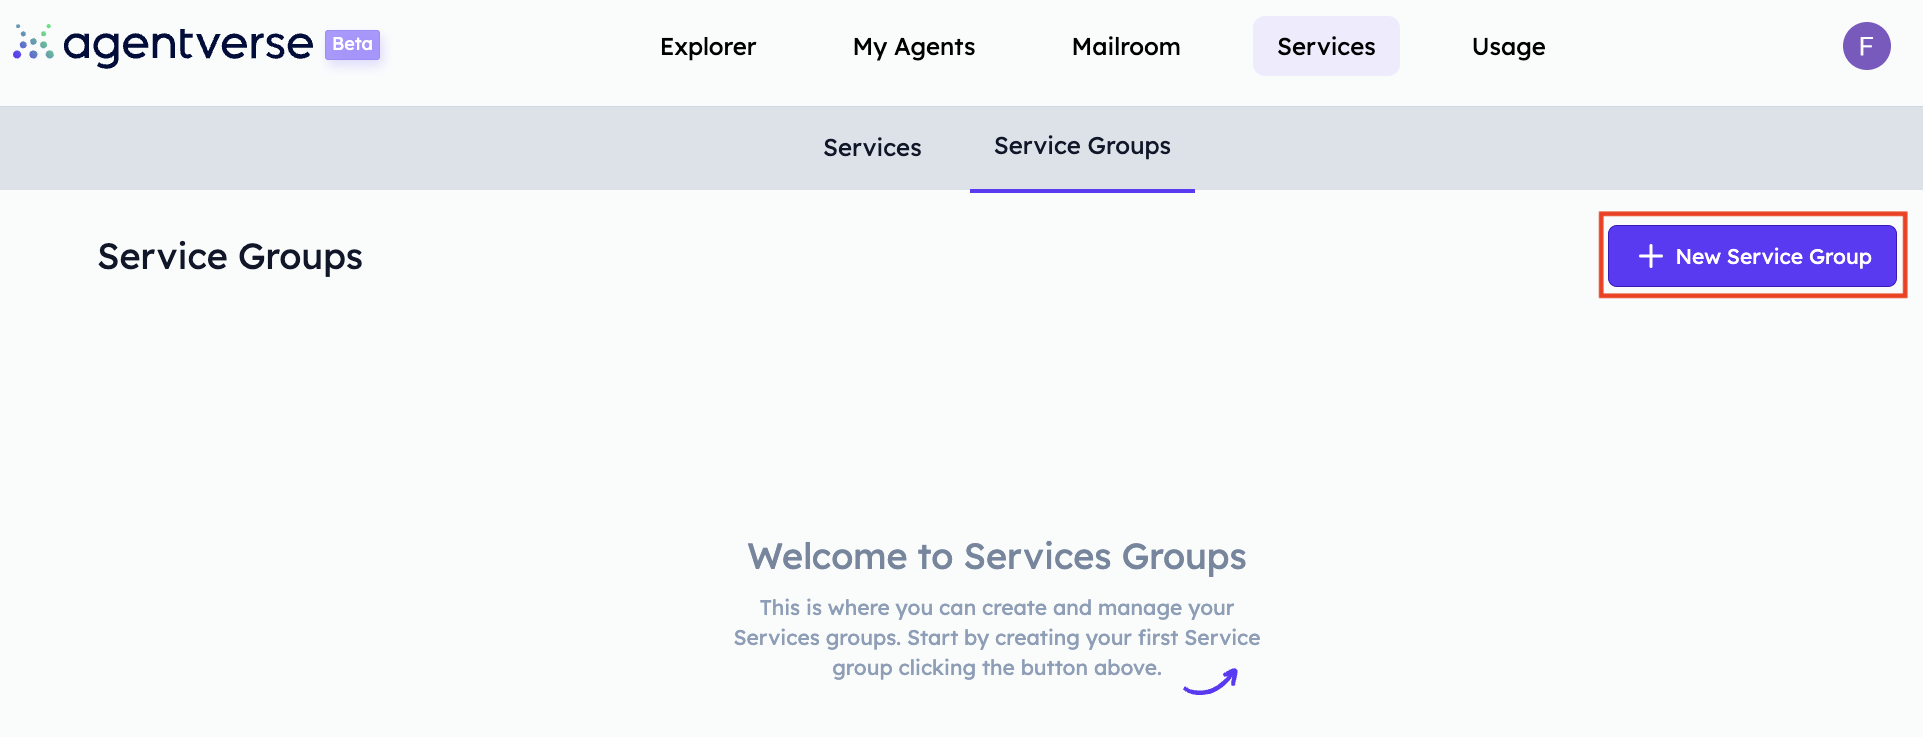 agentverse Beta
Explorer My Agents Mailroom Services Usage F
Services Service Groups
Service Groups
+ New Service Group
Welcome to Services Groups
This is where you can create and manage your
Services groups. Start by creating your first Service
group clicking the button above.